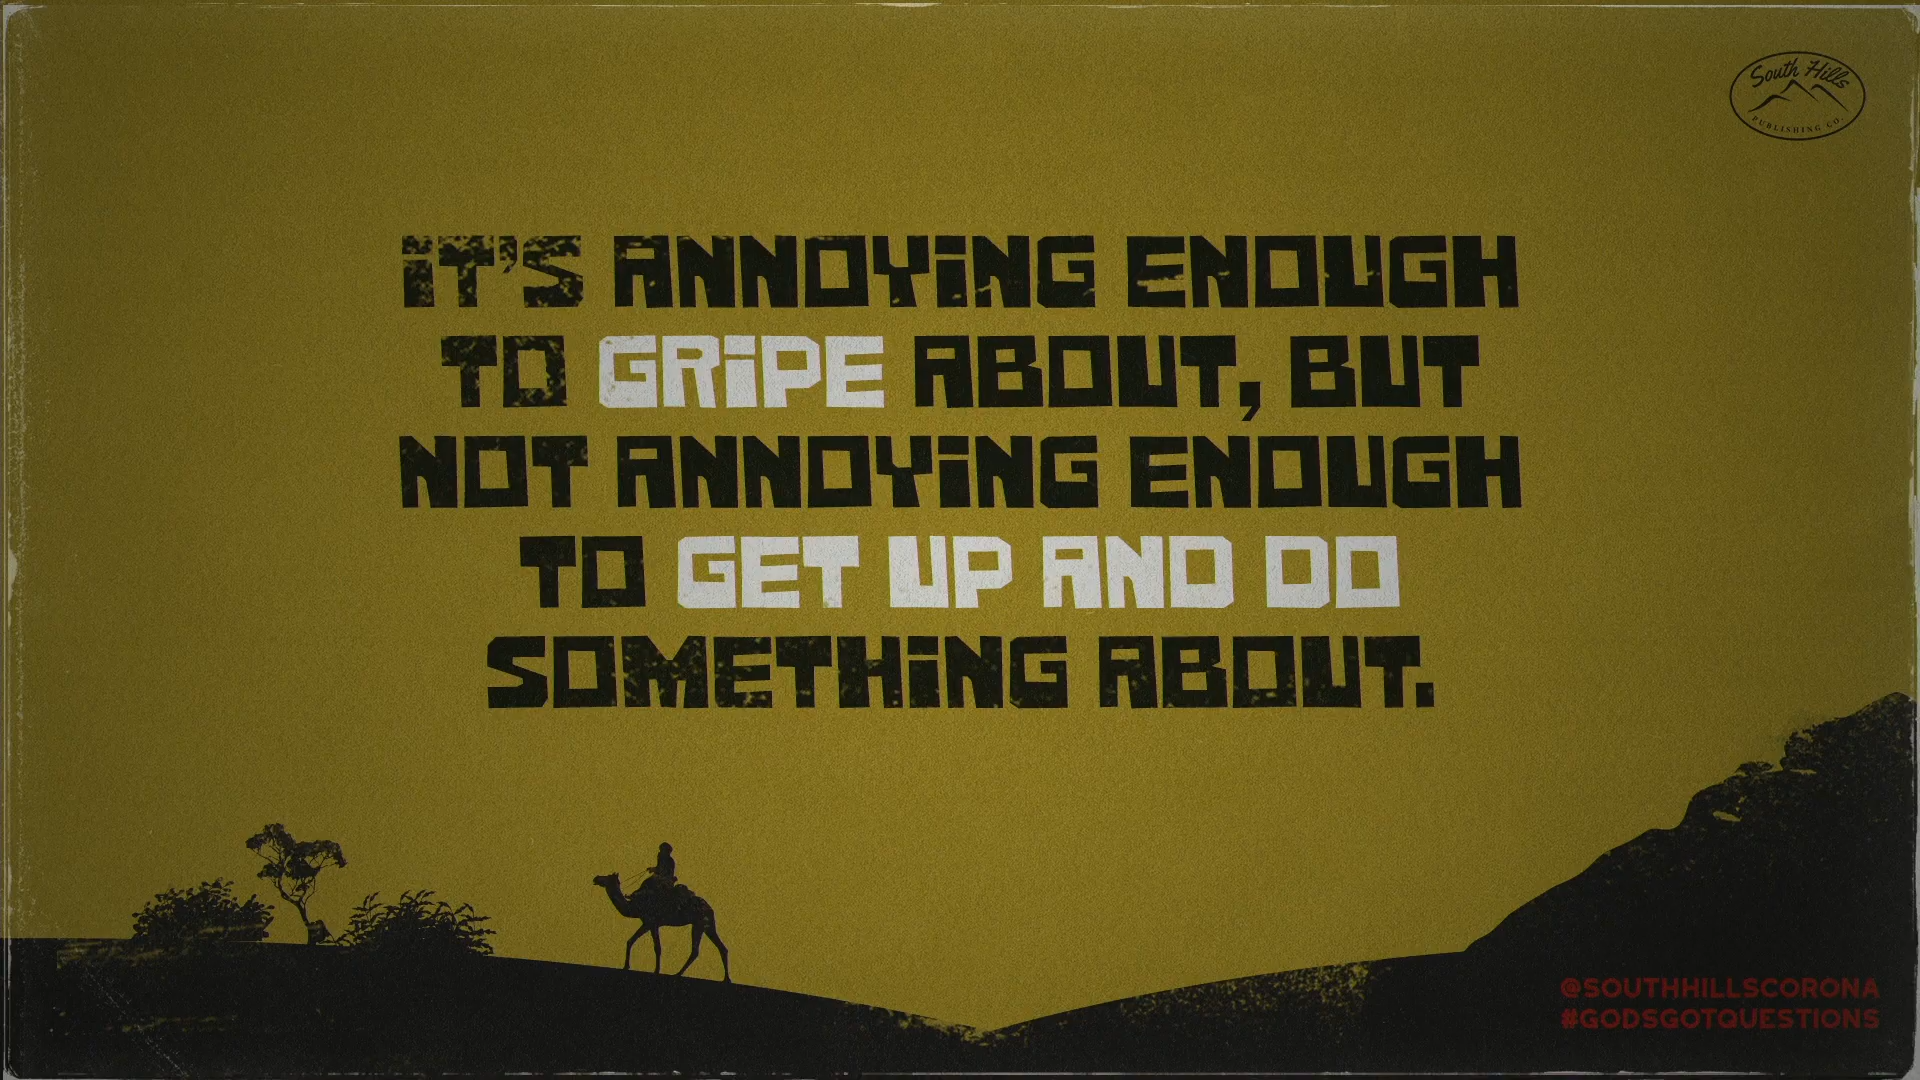 South Hills
PUBLISHING CO.
IT'S ANNOYING ENOUGH
TO GRIPE ABOUT, BUT
NOT ANNOYING ENOUGH
TO GET UP AND DO
SOMETHING ABOUT.
@SOUTHHILLSCORONA
#GODSGOTQUESTIONS